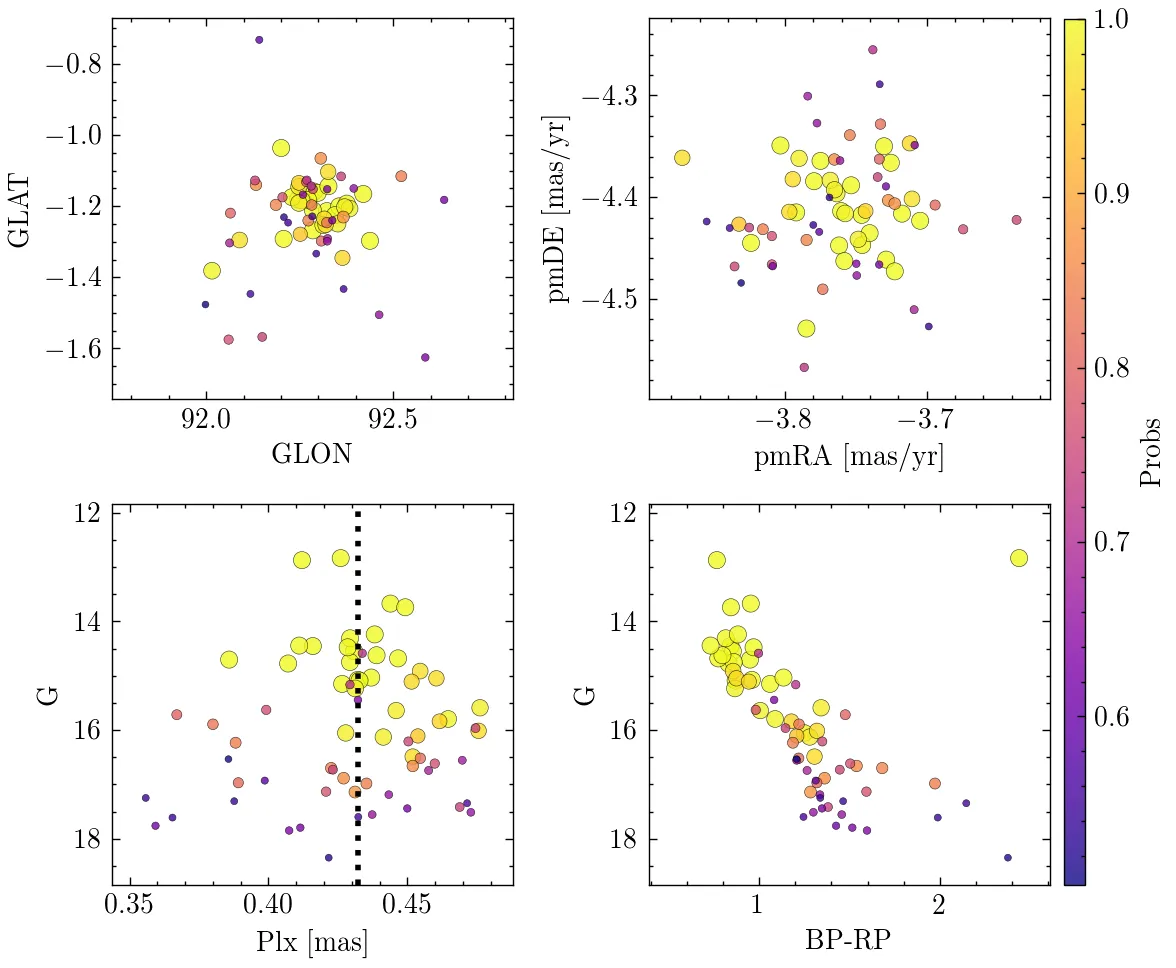 −0.8
−1.0
−1.2
−1.4
−1.6
GLAT
92.0 92.5
GLON
−4.3
−4.4
−4.5
pmDE [mas/yr]
−3.8 −3.7
pmRA [mas/yr]
12
14
16
18
G
0.35 0.40 0.45
Plx [mas]
12
14
16
18
G
1 2
BP-RP
1.0
0.9
0.8
0.7
0.6
Probs